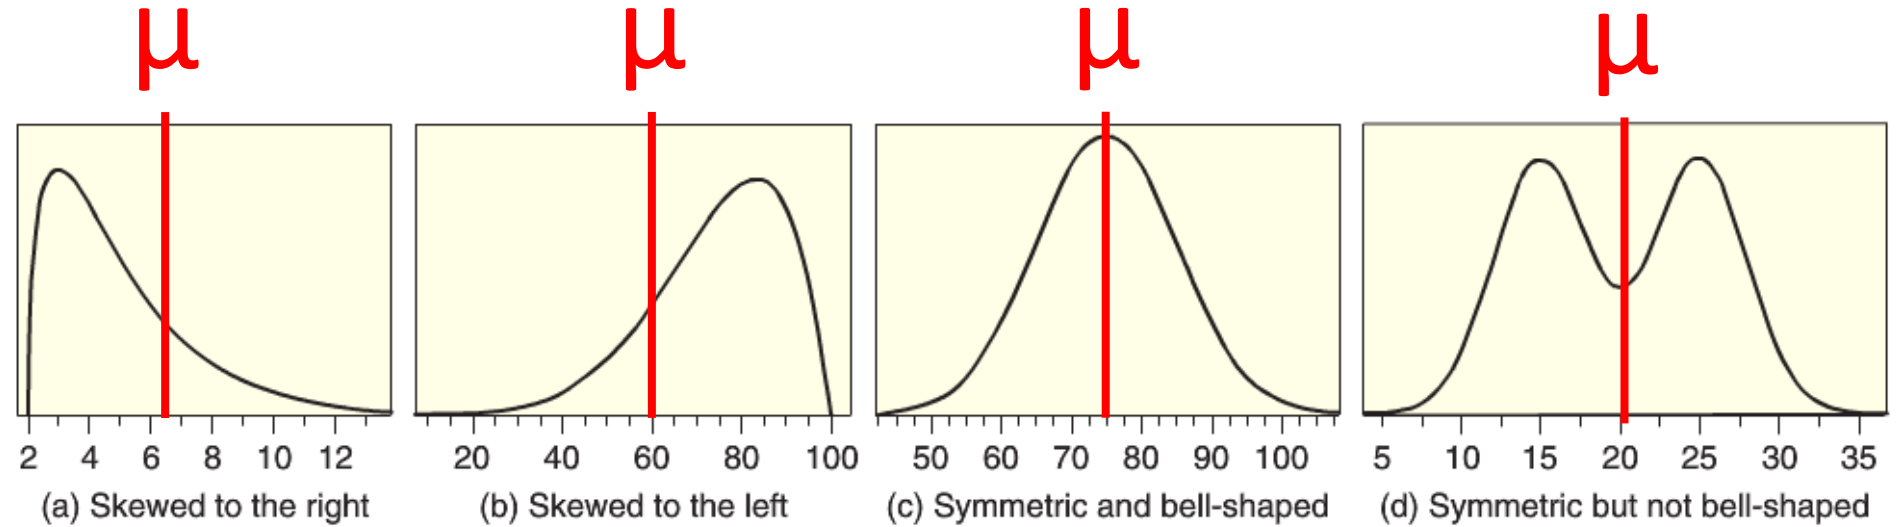 μ μ μ μ
2 4 6 8 10 12
20 40 60 80 100
50 60 70 80 90 100
5 10 15 20 25 30 35
(a) Skewed to the right
(b) Skewed to the left
(c) Symmetric and bell-shaped
(d) Symmetric but not bell-shaped